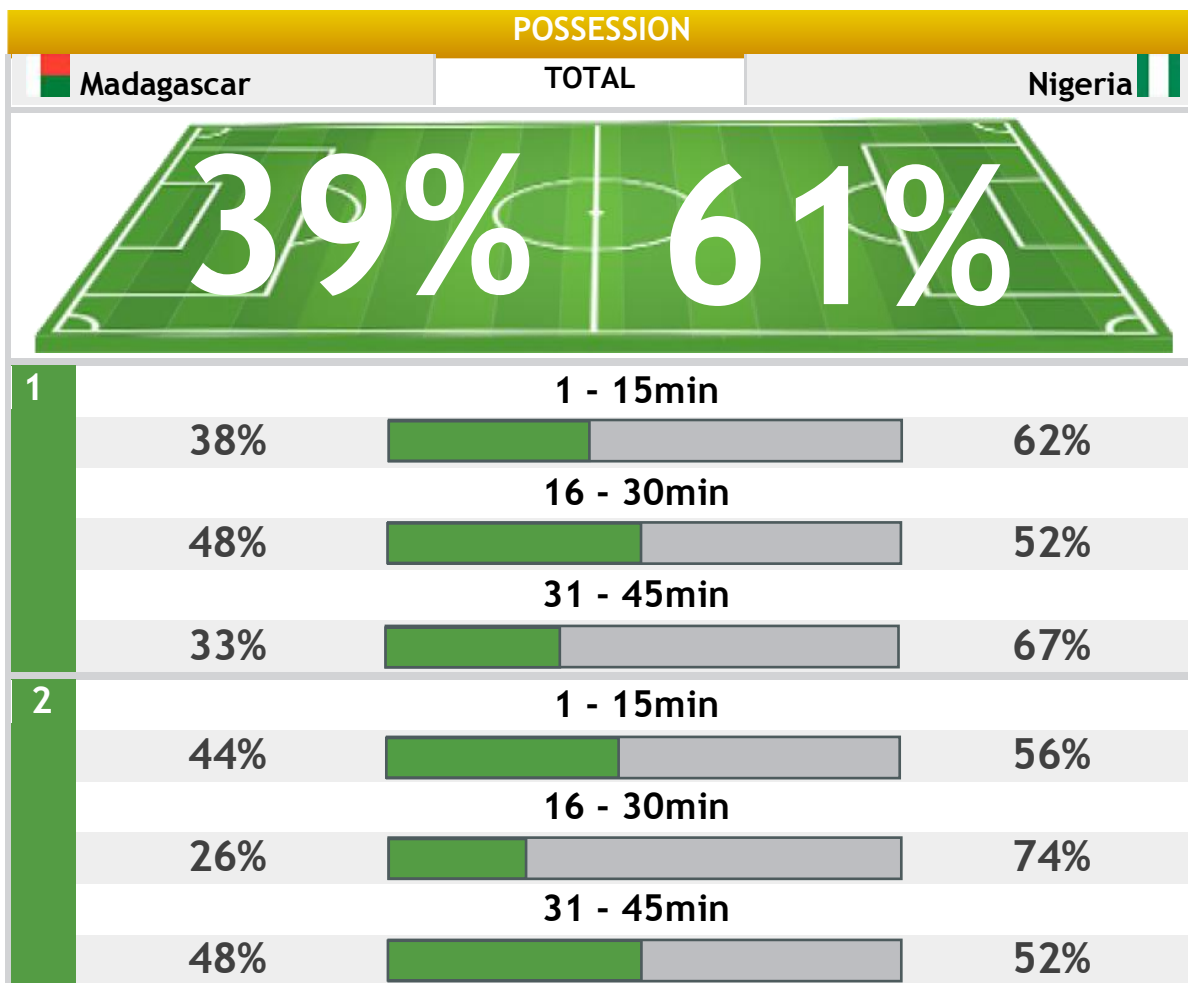 POSSESSION
Madagascar TOTAL Nigeria
39% 61%
1 1 - 15min
38% 62%
16 - 30min
48% 52%
31 - 45min
33% 67%
2 1 - 15min
44% 56%
16 - 30min
26% 74%
31 - 45min
48% 52%